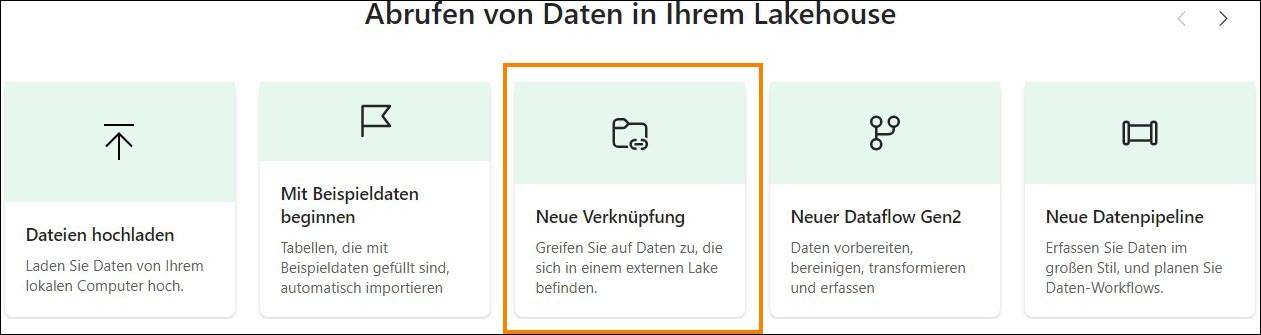 Abrufen von Daten in Ihrem Lakehouse
Dateien hochladen
Laden Sie Daten von Ihrem
lokalen Computer hoch.
Mit Beispieldaten
beginnen
Tabellen, die mit
Beispieldaten gefüllt sind,
automatisch importieren
Neue Verknüpfung
Greifen Sie auf Daten zu, die
sich in einem externen Lake
befinden.
Neuer Dataflow Gen2
Daten vorbereiten,
bereinigen, transformieren
und erfassen
Neue Datenpipeline
Erfassen Sie Daten im
großen Stil, und planen Sie
Daten-Workflows.